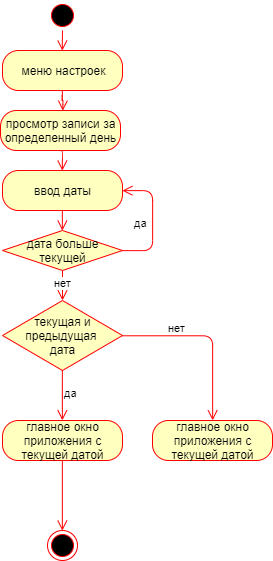 меню настроек
просмотр записи за
определенный день
ввод даты
да
дата больше
текущей
нет
текущая и
предыдущая
дата
нет
да
главное окно
приложения с
текущей датой
главное окно
приложения с
текущей датой